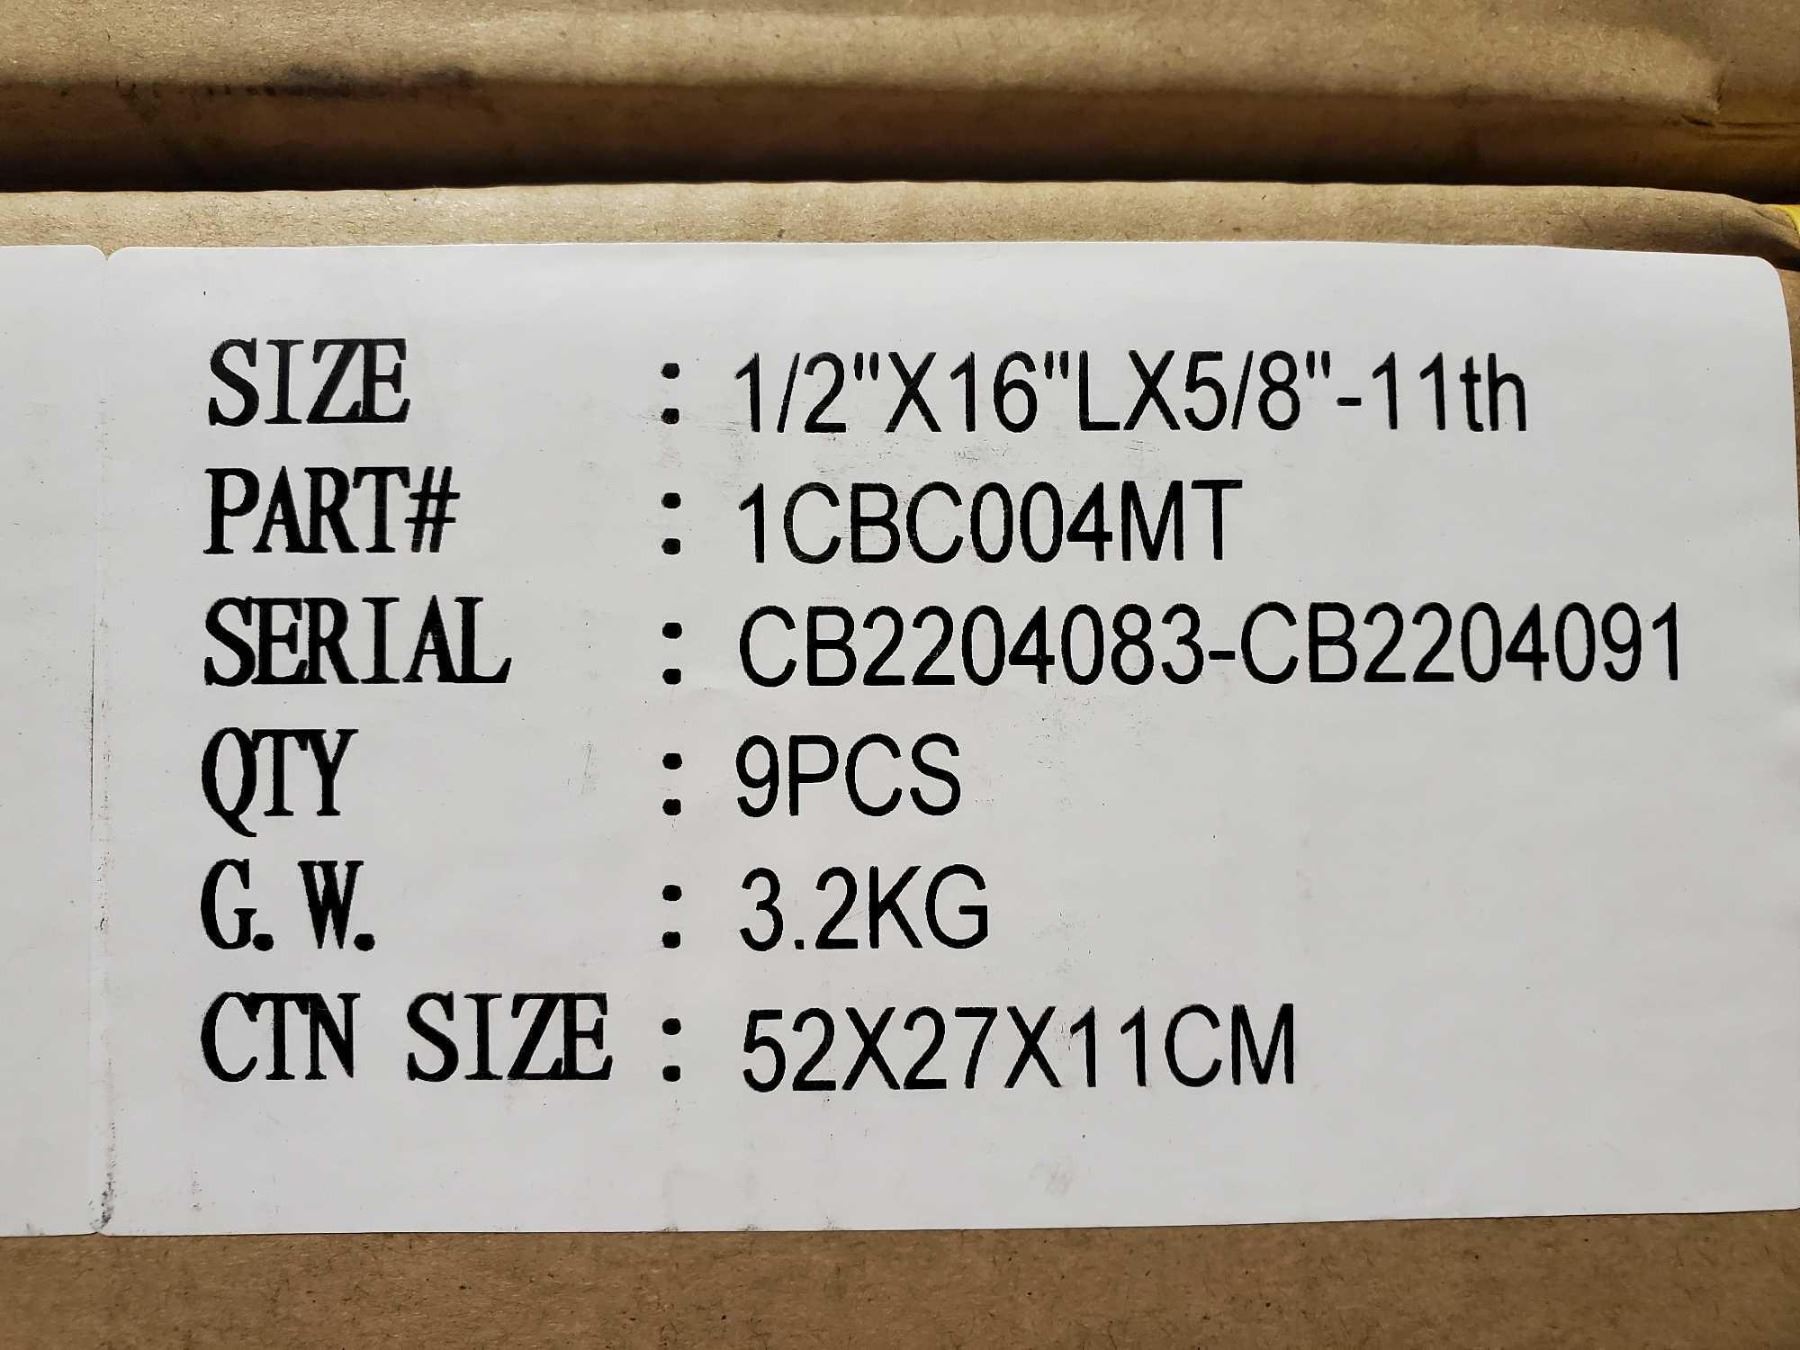 SIZE : 1/2"X16"LX5/8"-11th
PART# : 1CBC004MT
SERIAL : CB2204083-CB2204091
QTY : 9PCS
G.W. : 3.2KG
CTN SIZE : 52X27X11CM